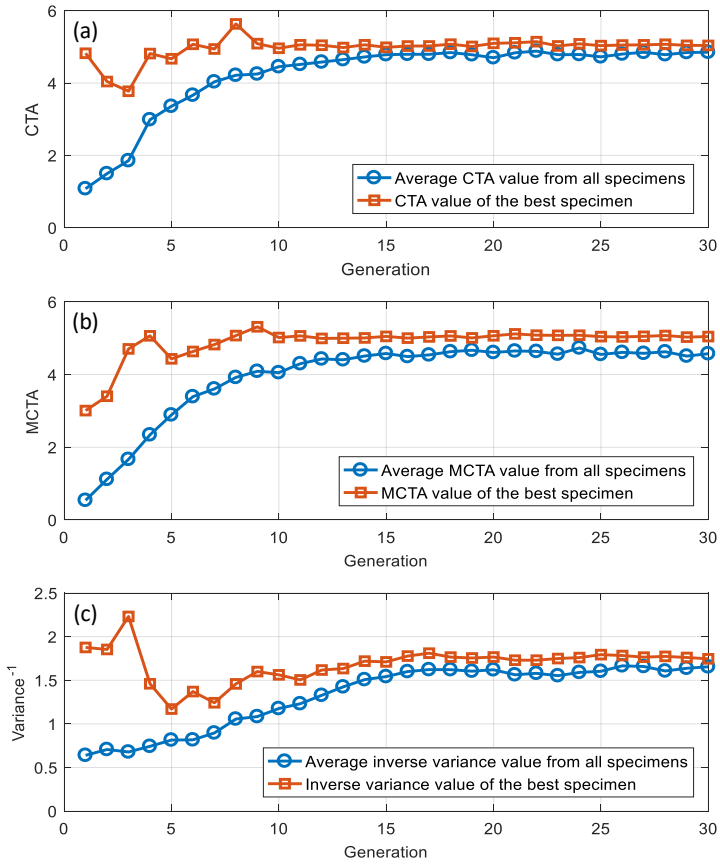 (a)
6
4
2
0
CTA
Average CTA value from all specimens
CTA value of the best specimen
0 5 10 15 20 25 30
Generation
(b)
6
4
2
0
MCTA
Average MCTA value from all specimens
MCTA value of the best specimen
0 5 10 15 20 25 30
Generation
(c)
2.5
2
1.5
1
0.5
0
Variance⁻¹
Average inverse variance value from all specimens
Inverse variance value of the best specimen
0 5 10 15 20 25 30
Generation